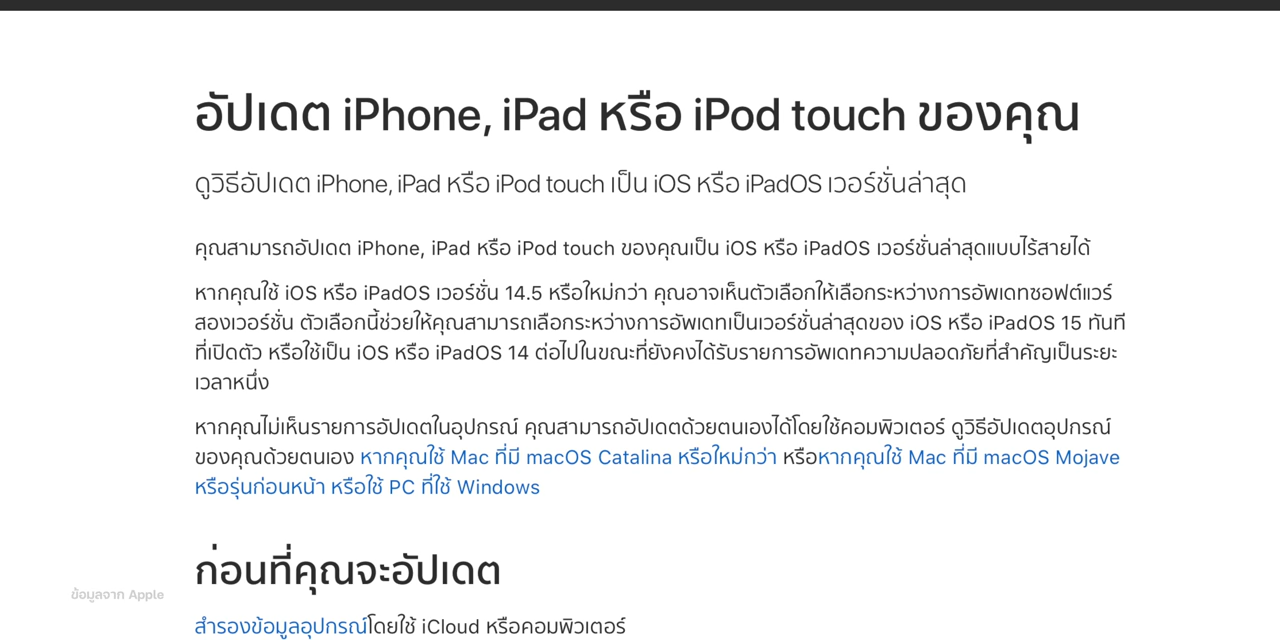 อัปเดต iPhone, iPad หรือ iPod touch ของคุณ
ดูวิธีอัปเดต iPhone, iPad หรือ iPod touch เป็น iOS หรือ iPadOS เวอร์ชั่นล่าสุด
คุณสามารถอัปเดต iPhone, iPad หรือ iPod touch ของคุณเป็น iOS หรือ iPadOS เวอร์ชั่นล่าสุดแบบไร้สายได้
หากคุณใช้ iOS หรือ iPadOS เวอร์ชั่น 14.5 หรือใหม่กว่า คุณอาจเห็นตัวเลือกให้เลือกระหว่างการอัพเดทซอฟต์แวร์
สองเวอร์ชั่น ตัวเลือกนี้ช่วยให้คุณสามารถเลือกระหว่างการอัพเดทเป็นเวอร์ชั่นล่าสุดของ iOS หรือ iPadOS 15 ทันที
ที่เปิดตัว หรือใช้เป็น iOS หรือ iPadOS 14 ต่อไปในขณะที่ยังคงได้รับรายการอัพเดทความปลอดภัยที่สำคัญเป็นระยะ
เวลาหนึ่ง
หากคุณไม่เห็นรายการอัปเดตในอุปกรณ์ คุณสามารถอัปเดตด้วยตนเองได้โดยใช้คอมพิวเตอร์ ดูวิธีอัปเดตอุปกรณ์
ของคุณด้วยตนเอง หากคุณใช้ Mac ที่มี macOS Catalina หรือใหม่กว่า หรือหากคุณใช้ Mac ที่มี macOS Mojave
หรือรุ่นก่อนหน้า หรือใช้ PC ที่ใช้ Windows
ก่อนที่คุณจะอัปเดต
ข้อมูลจาก Apple
สำรองข้อมูลอุปกรณ์โดยใช้ iCloud หรือคอมพิวเตอร์